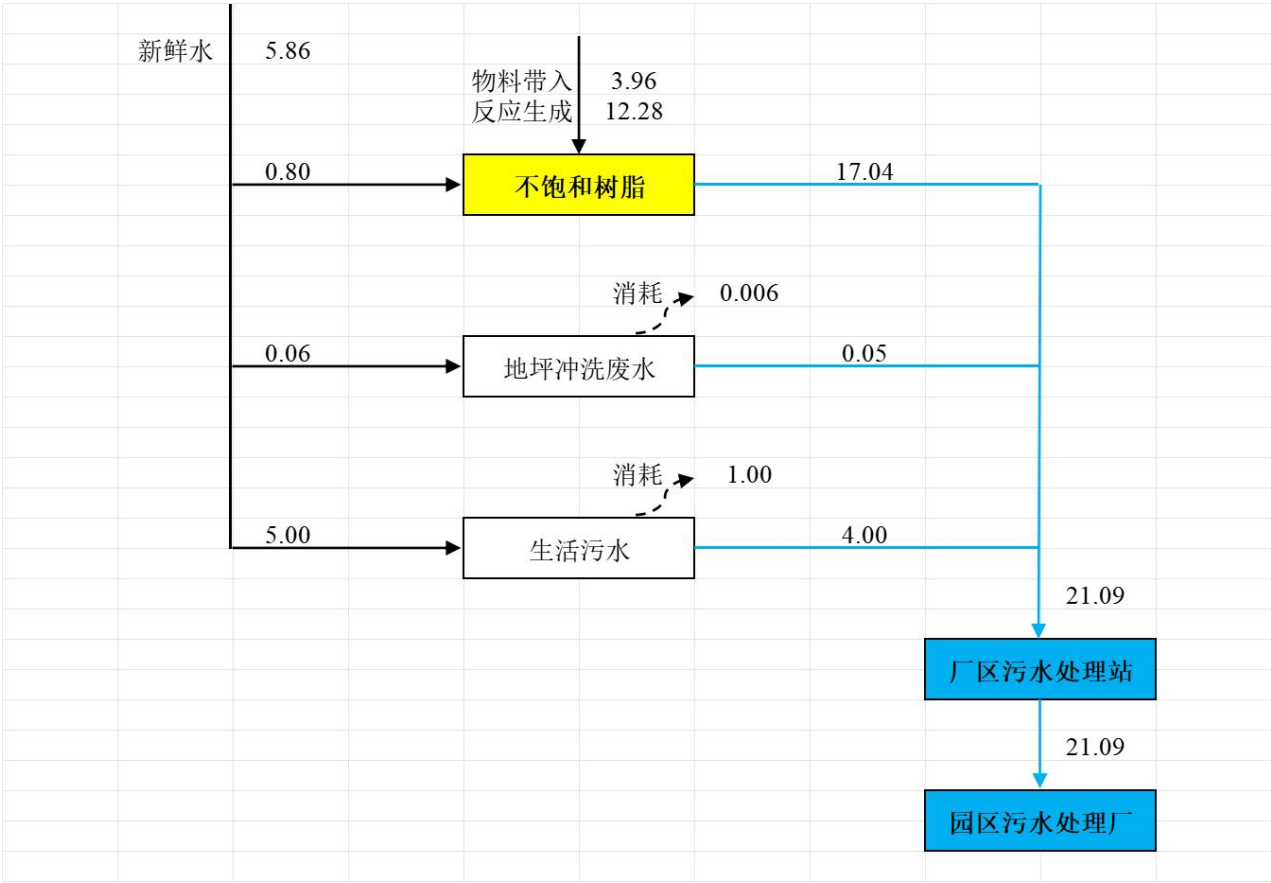 新鲜水 5.86
物料带入 3.96
反应生成 12.28
0.80 不饱和树脂 17.04
消耗 0.006
0.06 地坪冲洗废水 0.05
消耗 1.00
5.00 生活污水 4.00
21.09
厂区污水处理站
21.09
园区污水处理厂